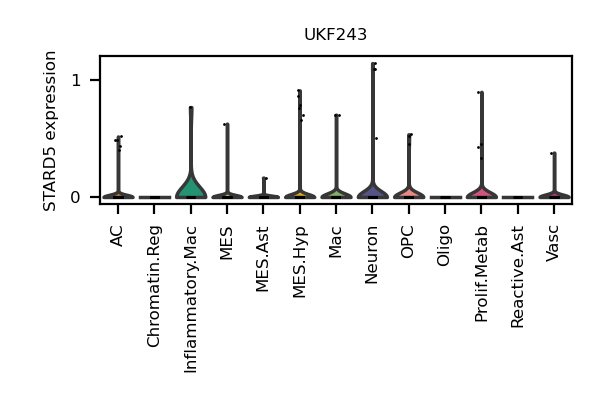 UKF243
STARD5 expression
1
0
AC
Chromatin.Reg
Inflammatory.Mac
MES
MES.Ast
MES.Hyp
Mac
Neuron
OPC
Oligo
Prolif.Metab
Reactive.Ast
Vasc